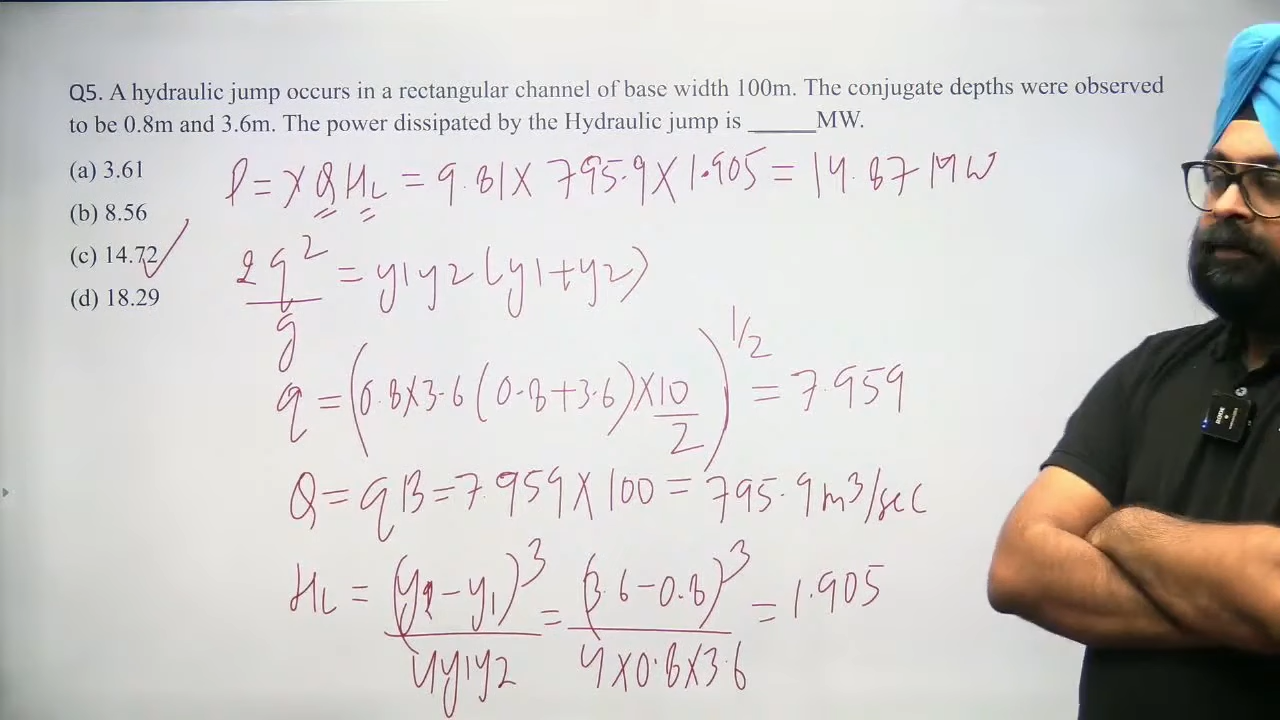 Q5. A hydraulic jump occurs in a rectangular channel of base width 100m. The conjugate depths were observed
to be 0.8m and 3.6m. The power dissipated by the Hydraulic jump is ______MW.
(a) 3.61
(b) 8.56
(c) 14.72
(d) 18.29
P = γ Q HL = 9.81 × 795.9 × 1.905 = 14.87 MW
2q²/g = y1y2 (y1+y2)
q = (0.8×3.6 (0.8+3.6)×10/2)^1/2 = 7.959
Q = qB = 7.959 × 100 = 795.9 m3/sec
HL = (y2 - y1)^3/4y1y2 = (3.6 - 0.8)^3/4×0.8×3.6 = 1.905